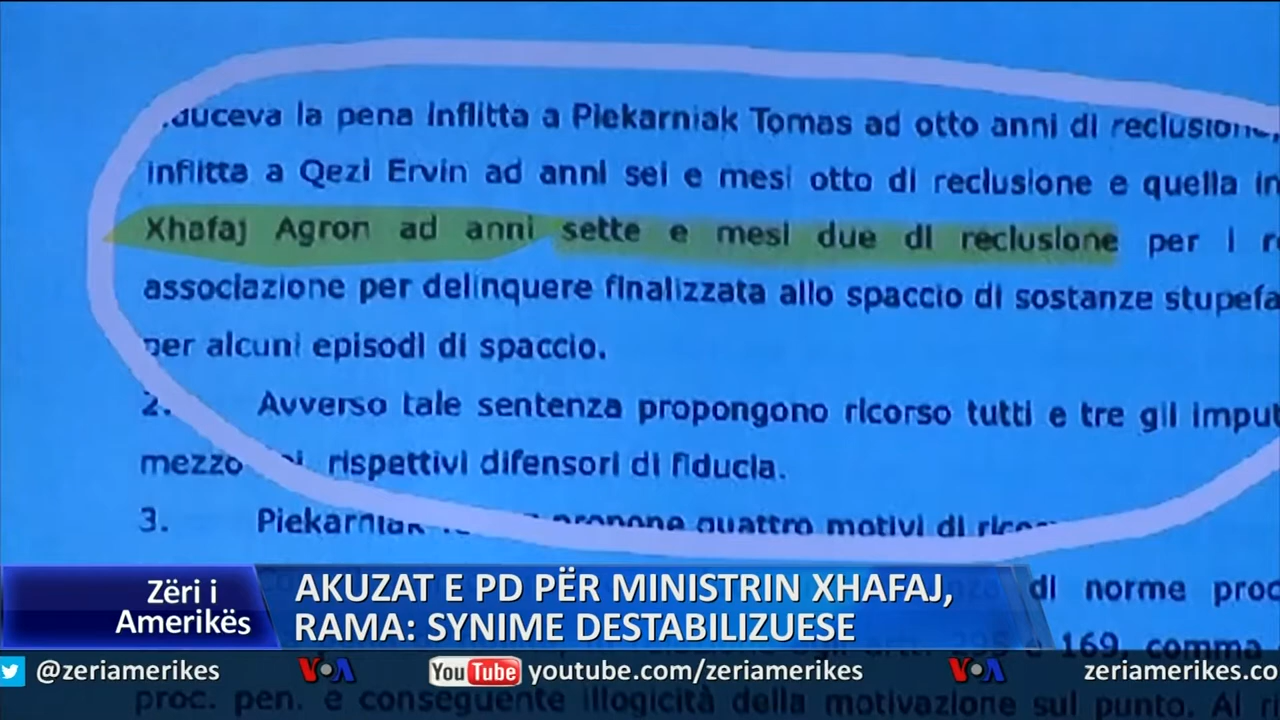 duceva la pena inflitta a Piekarniak Tomas ad otto anni di reclusione,
inflitta a Qezi Ervin ad anni sei e mesi otto di reclusione e quella
Xhafaj Agron ad anni sette e mesi due di reclusione per i
associazione per delinquere finalizzata allo spaccio di sostanze stupefa
per alcuni episodi di spaccio.
2. Avverso tale sentenza propongono ricorso tutti e tre gli
mezzo rispettivi difensori di fiducia.
3. Piekarniak propone quattro motivi di
di norme proc
Zëri i
Amerikës
AKUZAT E PD PËR MINISTRIN XHAFAJ,
RAMA: SYNIME DESTABILIZUESE
169, comma
@zeriamerikes VOA YouTube youtube.com/zeriamerikes VOA zeriamerikes.co
proc. pen. e conseguente illogicità della motivazione sul punto. Al